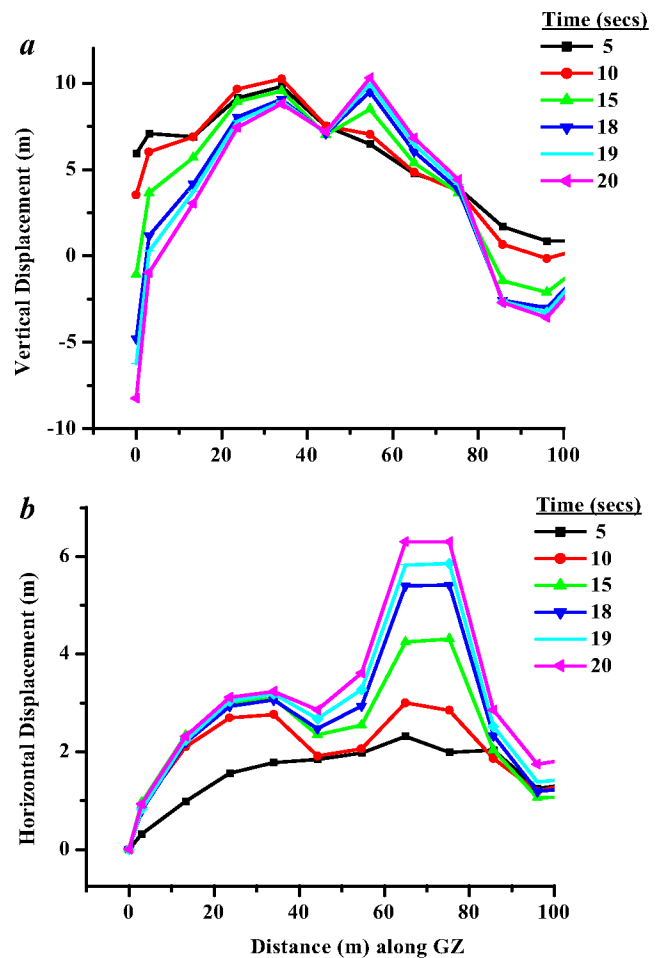 a
Time (secs)
5
10
15
18
19
20
10
5
0
-5
-10
Vertical Displacement (m)
0 20 40 60 80 100
b
Time (secs)
5
10
15
18
19
20
6
4
2
0
Horizontal Displacement (m)
0 20 40 60 80 100
Distance (m) along GZ